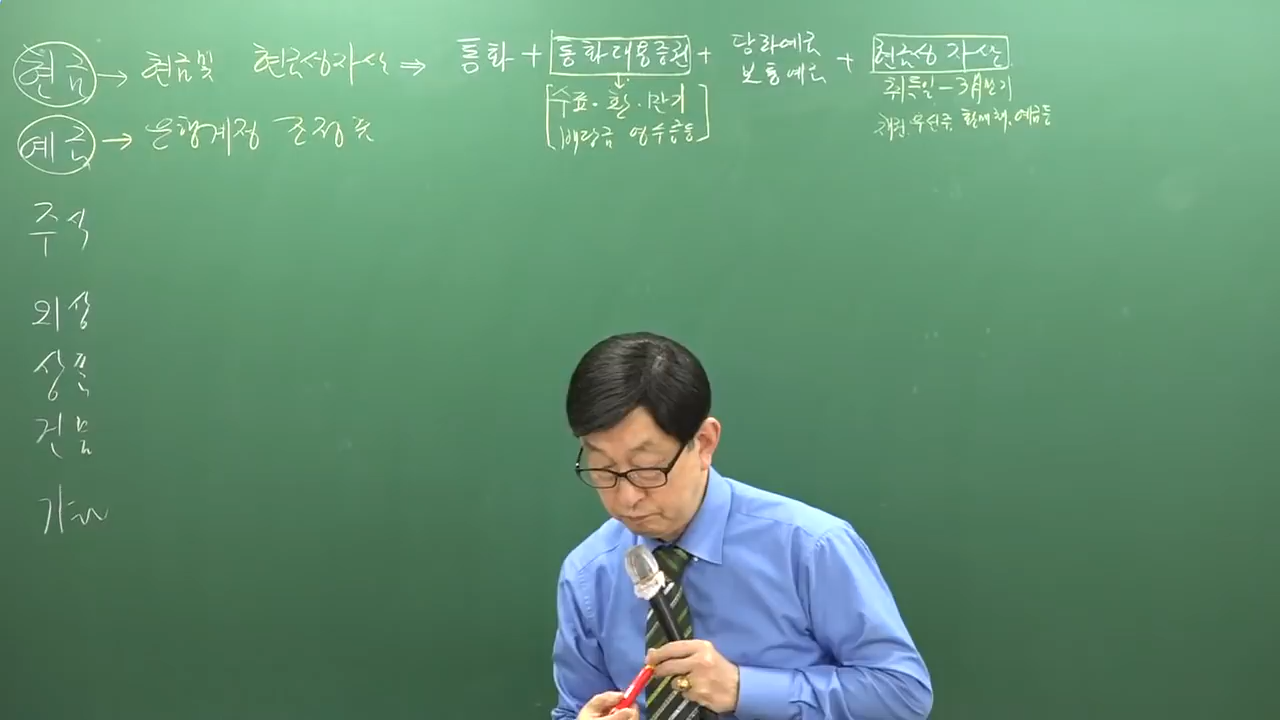 현금 → 현금및 현금성자산 ⇒ 통화 + 통화대용증권 + 당좌예금 보통예금 + 현금성 자산
[수표·환·만기
배당금 영수증등]
취득일-3月만기
채권·우선주, 환매채, 예금등
예금 → 은행계정 조정표
주식
외상
상품
건물
기타